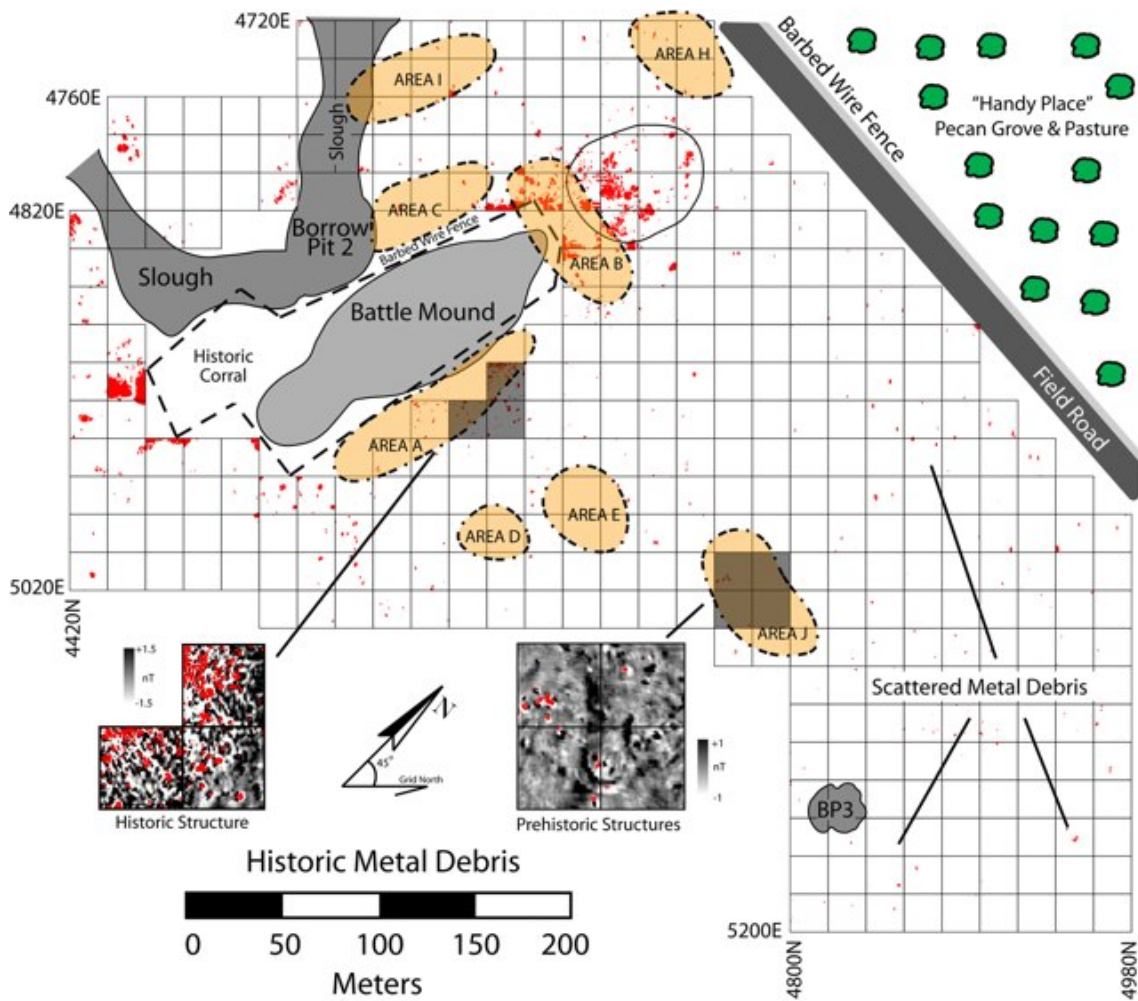 4720E
Barbed Wire Fence
AREA I
AREA H
4760E
"Handy Place"
Pecan Grove & Pasture
Slough
4820E
AREA C
Borrow
Pit 2
Barbed Wire Fence
AREA B
Slough
Battle Mound
Historic
Corral
Field Road
AREA A
AREA E
AREA D
5020E
4420N
AREA J
+1.5
nT
-1.5
Scattered Metal Debris
N
45°
Grid North
+1
nT
-1
BP3
Historic Structure
Prehistoric Structures
Historic Metal Debris
0 50 100 150 200
Meters
5200E
4800N
4980N